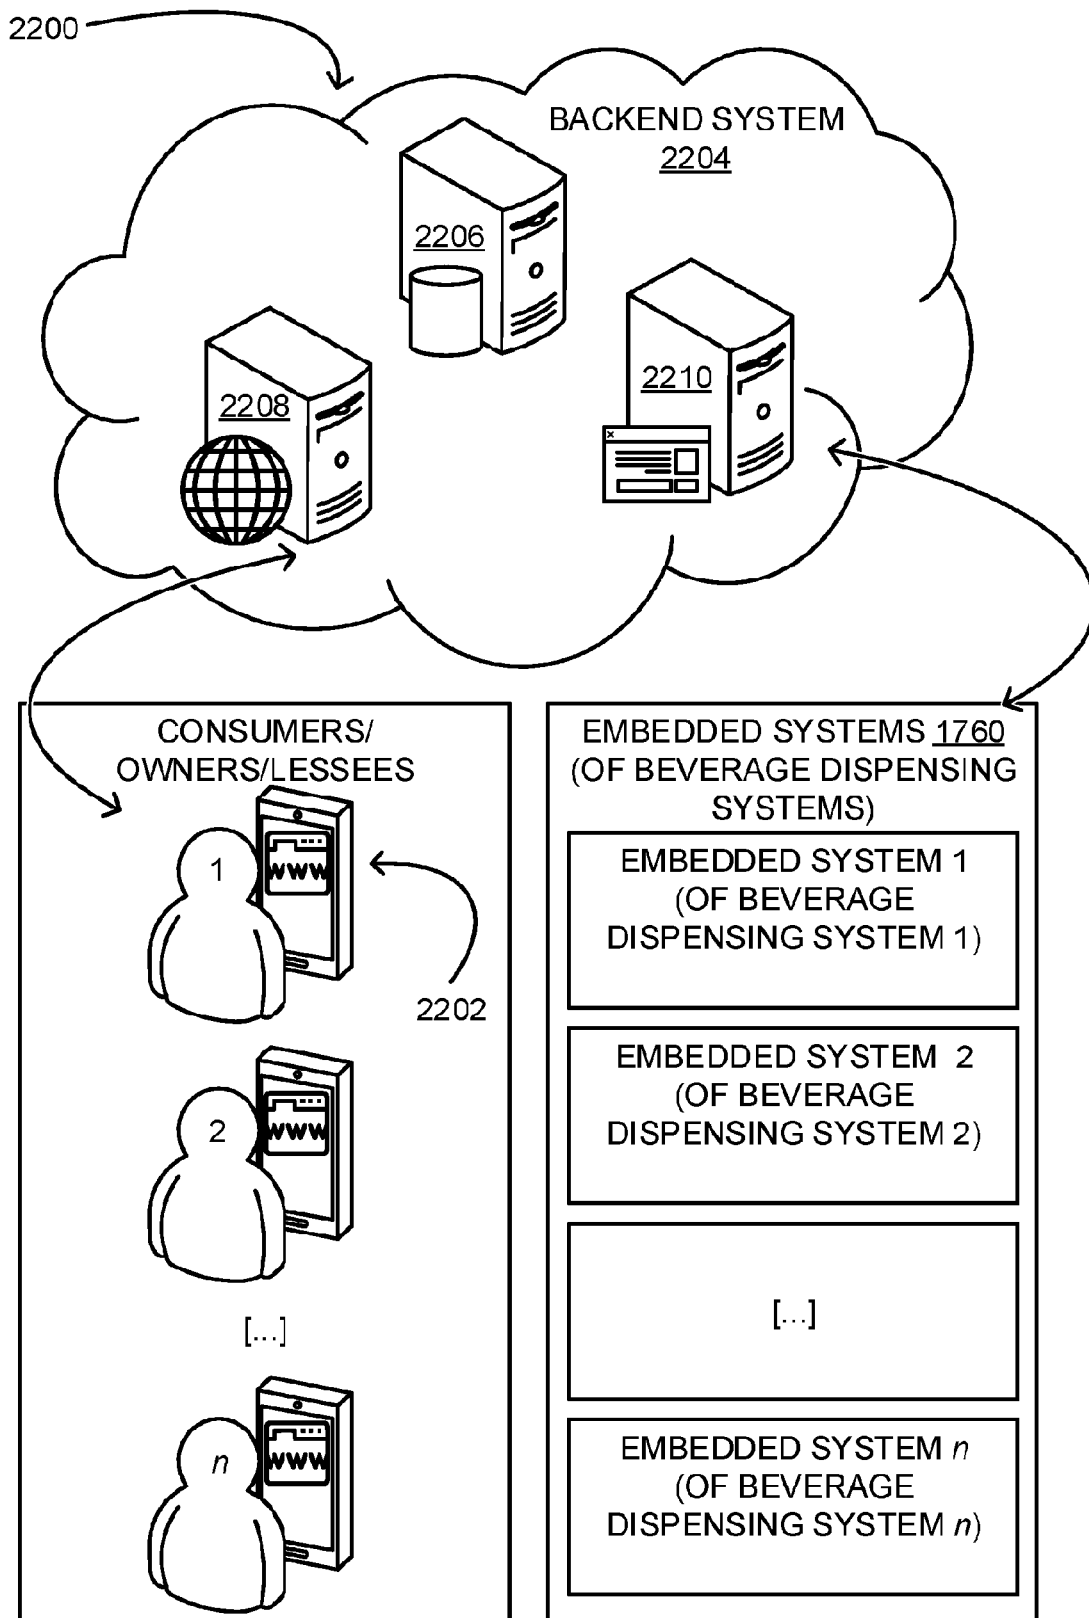 2200
BACKEND SYSTEM
2204
2206
2210
2208
CONSUMERS/
OWNERS/LESSEES
1
WWW
2202
2
WWW
[...]
n
WWW
EMBEDDED SYSTEMS 1760
(OF BEVERAGE DISPENSING
SYSTEMS)
EMBEDDED SYSTEM 1
(OF BEVERAGE
DISPENSING SYSTEM 1)
EMBEDDED SYSTEM 2
(OF BEVERAGE
DISPENSING SYSTEM 2)
[...]
EMBEDDED SYSTEM n
(OF BEVERAGE
DISPENSING SYSTEM n)